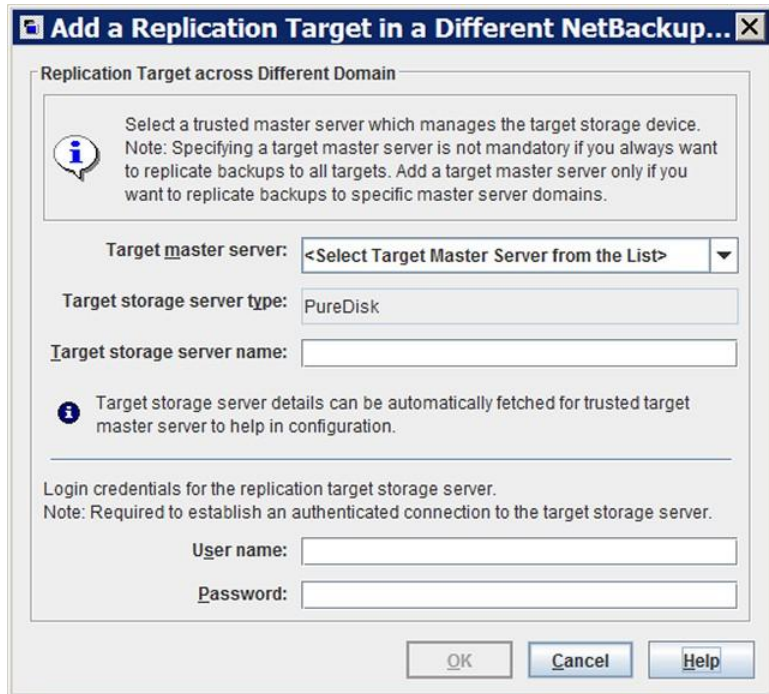 Add a Replication Target in a Different NetBackup...
Replication Target across Different Domain
Select a trusted master server which manages the target storage device.
Note: Specifying a target master server is not mandatory if you always want
to replicate backups to all targets. Add a target master server only if you
want to replicate backups to specific master server domains.
Target master server: <Select Target Master Server from the List>
Target storage server type: PureDisk
Target storage server name:
Target storage server details can be automatically fetched for trusted target
master server to help in configuration.
Login credentials for the replication target storage server.
Note: Required to establish an authenticated connection to the target storage server.
User name:
Password:
OK Cancel Help